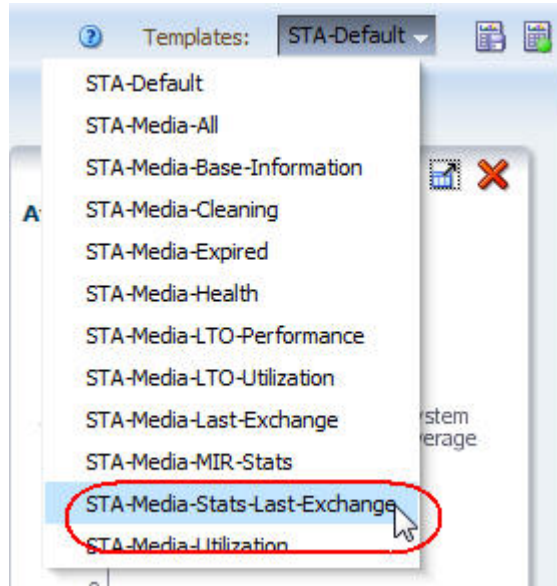 Templates: STA-Default
STA-Default
STA-Media-All
STA-Media-Base-Information
STA-Media-Cleaning
STA-Media-Expired
STA-Media-Health
STA-Media-LTO-Performance
STA-Media-LTO-Utilization
STA-Media-Last-Exchange
STA-Media-MIR-Stats
STA-Media-Stats-Last-Exchange
STA-Media-Utilization